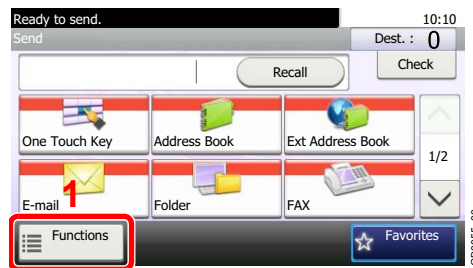 Ready to send.
10:10
Send
Dest. :
0
Recall
Check
One Touch Key
Address Book
Ext Address Book
1/2
E-mail
1
Folder
FAX
Functions
Favorites